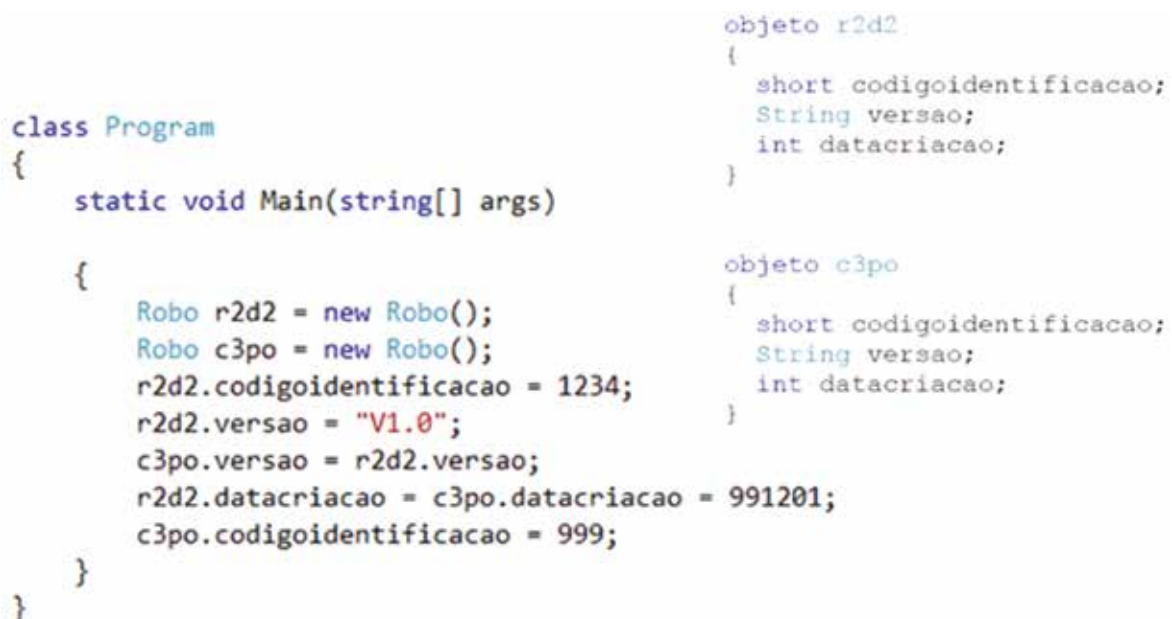 class Program
{
    static void Main(string[] args)
    {
        Robo r2d2 = new Robo();
        Robo c3po = new Robo();
        r2d2.codigoidentificacao = 1234;
        r2d2.versao = "V1.0";
        c3po.versao = r2d2.versao;
        r2d2.datacriacao = c3po.datacriacao = 991201;
        c3po.codigoidentificacao = 999;
    }
}
objeto r2d2
{
  short codigoidentificacao;
  String versao;
  int datacriacao;
}
objeto c3po
{
  short codigoidentificacao;
  String versao;
  int datacriacao;
}